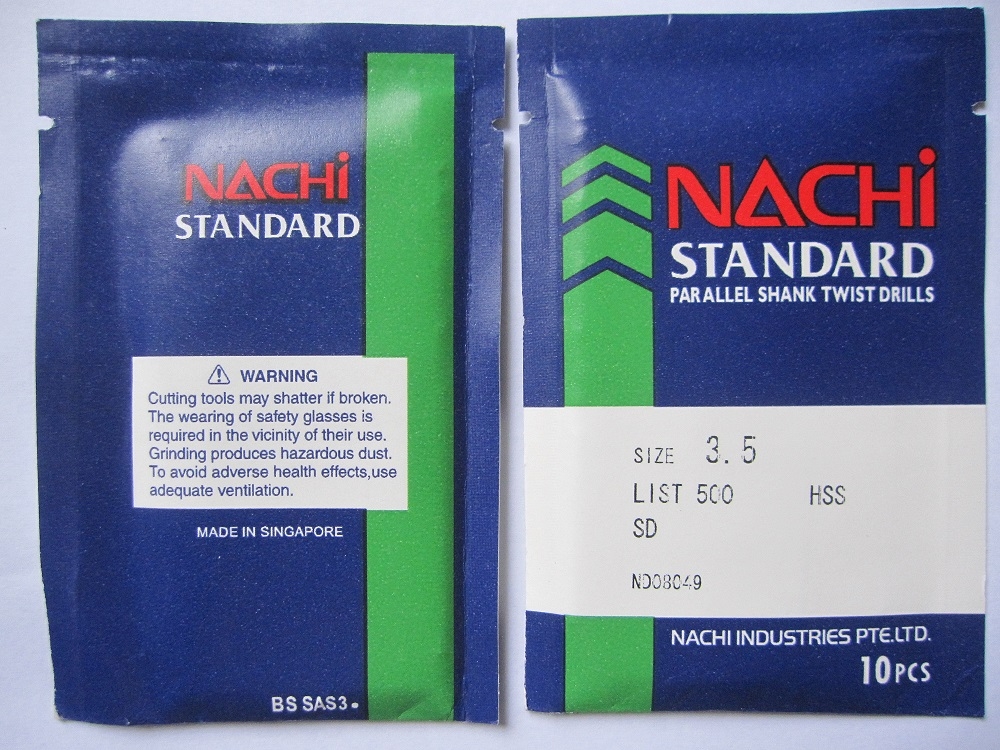 NACHi
STANDARD
WARNING
Cutting tools may shatter if broken.
The wearing of safety glasses is
required in the vicinity of their use.
Grinding produces hazardous dust.
To avoid adverse health effects,use
adequate ventilation.
MADE IN SINGAPORE
BS SAS3
NACHi
STANDARD
PARALLEL SHANK TWIST DRILLS
SIZE 3.5
LIST 500 HSS
SD
ND08049
NACHI INDUSTRIES PTE.LTD.
10PCS